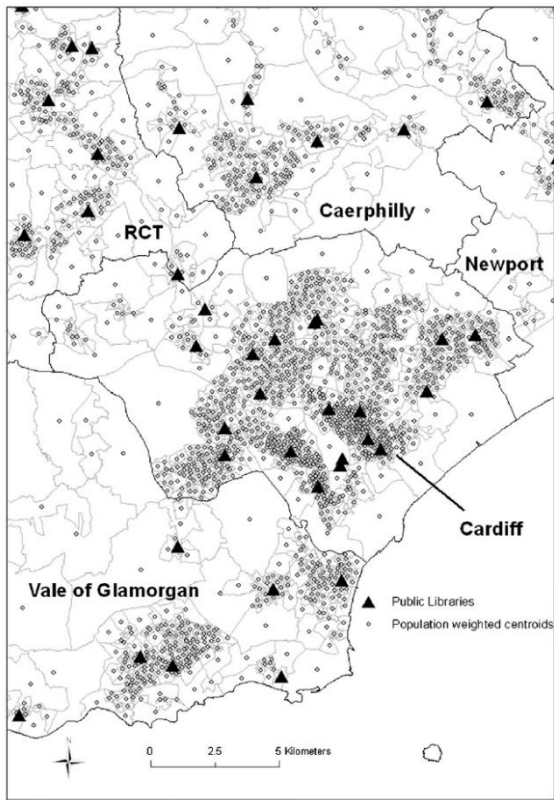 Caerphilly
RCT
Newport
Cardiff
Vale of Glamorgan
Public Libraries
Population weighted centroids
N
0 2.5 5 Kilometers